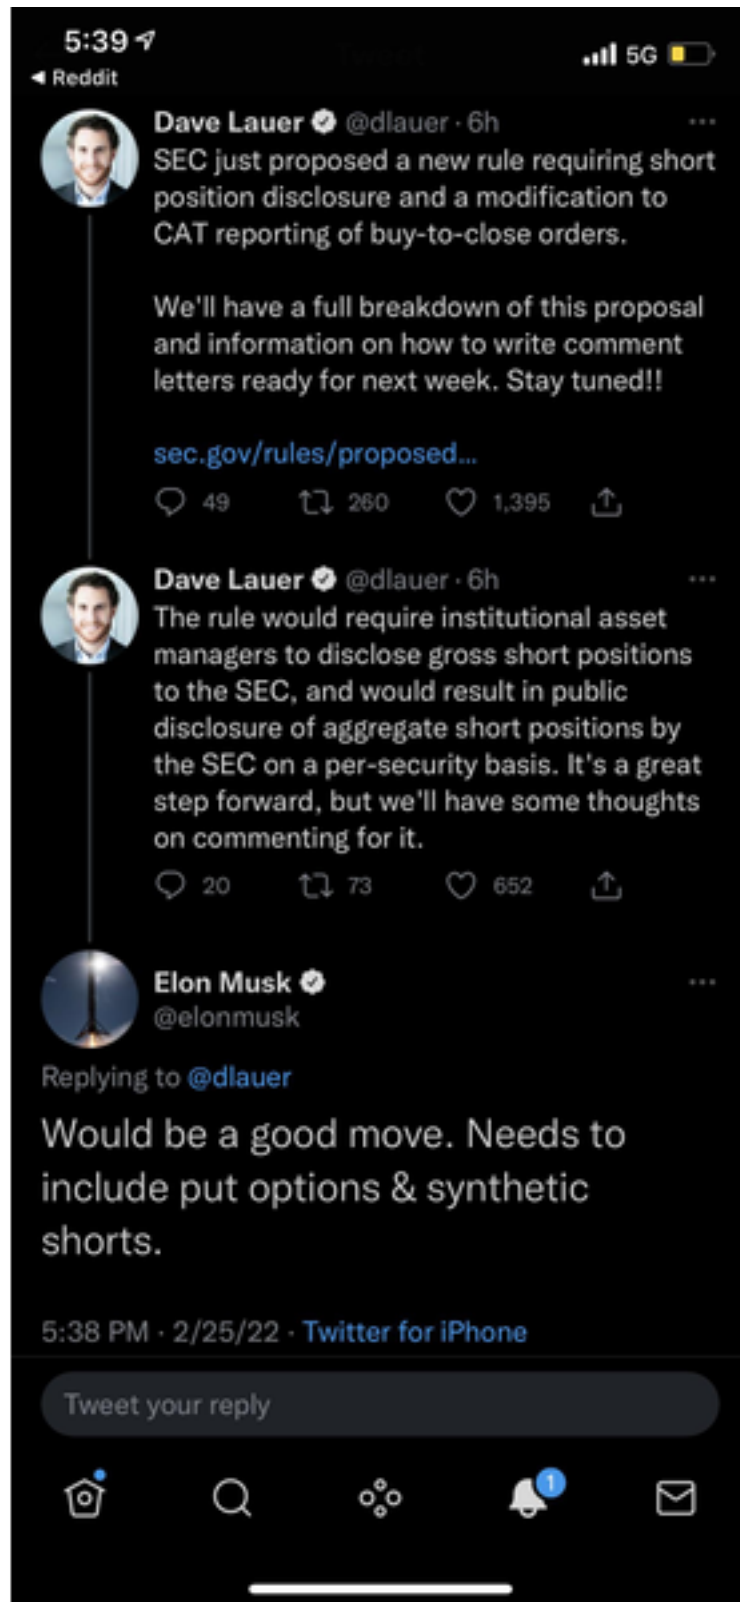 5:39
5G
◀ Reddit
Dave Lauer @dlauer · 6h
SEC just proposed a new rule requiring short
position disclosure and a modification to
CAT reporting of buy-to-close orders.
We'll have a full breakdown of this proposal
and information on how to write comment
letters ready for next week. Stay tuned!!
sec.gov/rules/proposed...
49 260 1,395
Dave Lauer @dlauer · 6h
The rule would require institutional asset
managers to disclose gross short positions
to the SEC, and would result in public
disclosure of aggregate short positions by
the SEC on a per-security basis. It's a great
step forward, but we'll have some thoughts
on commenting for it.
20 73 652
Elon Musk
@elonmusk
Replying to @dlauer
Would be a good move. Needs to
include put options & synthetic
shorts.
5:38 PM · 2/25/22 · Twitter for iPhone
Tweet your reply
1